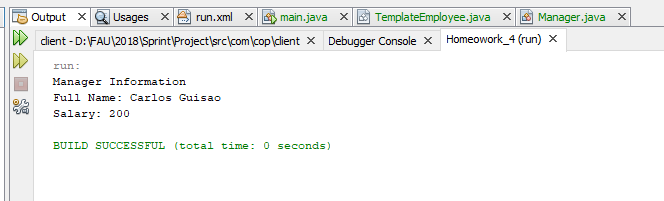 Output Usages run.xml main.java TemplateEmployee.java Manager.java
client - D:\FAU\2018\Sprint\Project\src\com\cop\client Debugger Console Homeowork_4 (run)
run:
Manager Information
Full Name: Carlos Guisao
Salary: 200
BUILD SUCCESSFUL (total time: 0 seconds)